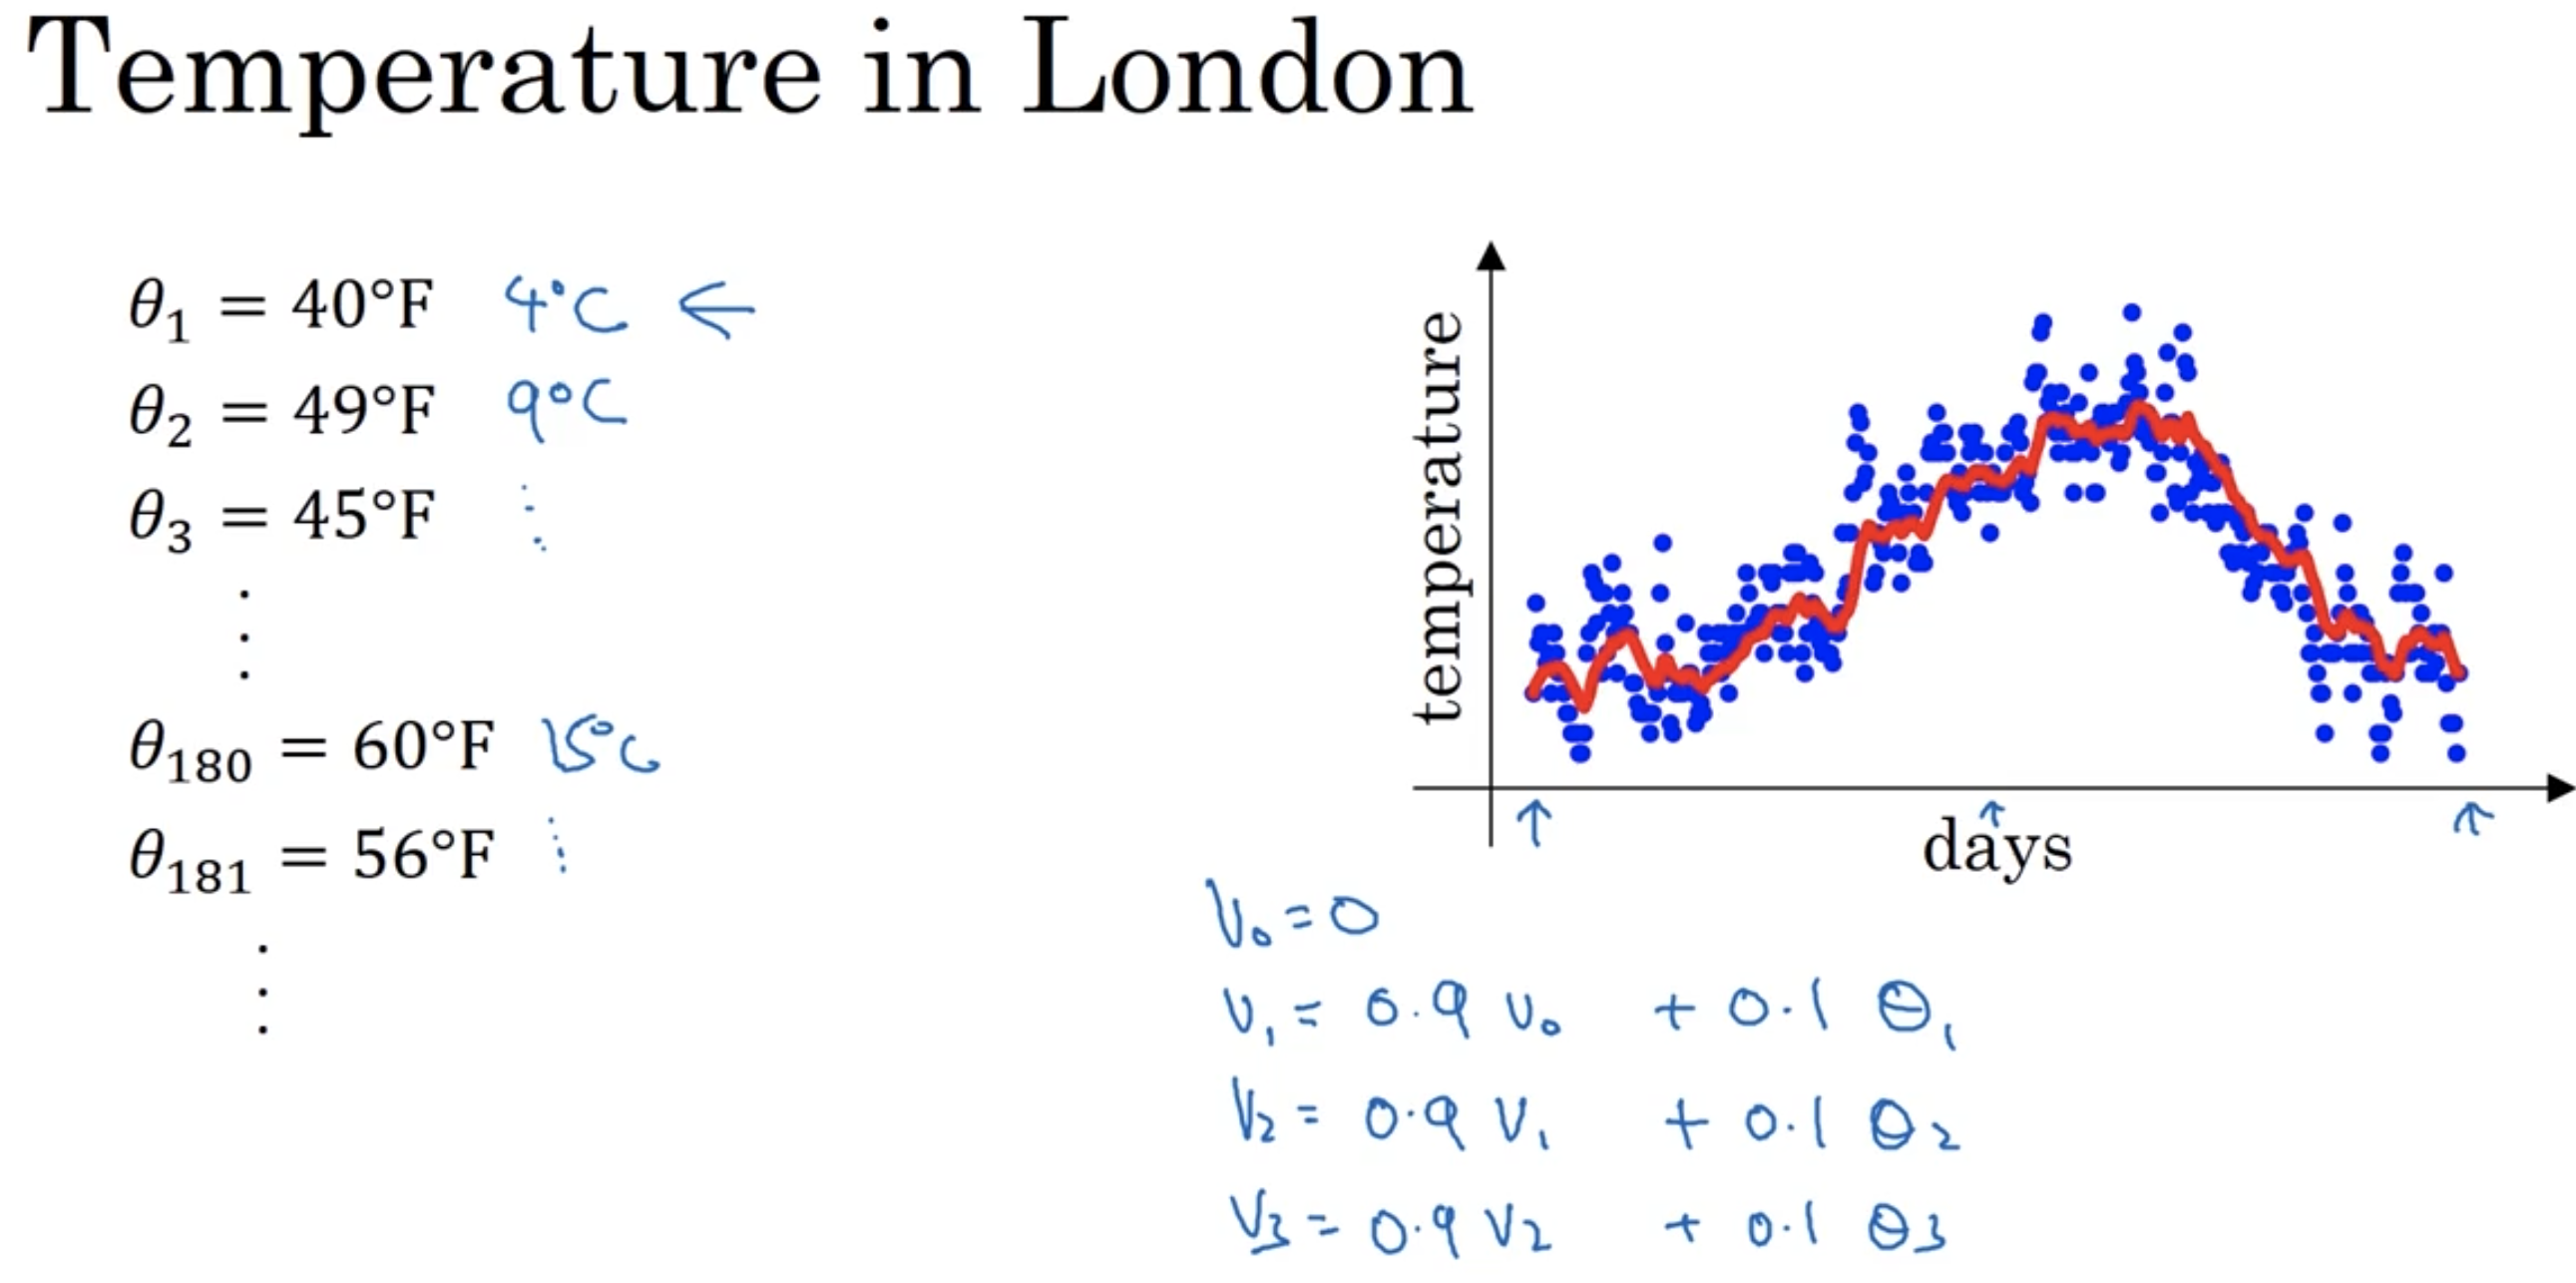 Temperature in London
θ₁ = 40°F 4°C ←
θ₂ = 49°F 9°C
θ₃ = 45°F ⋮
⋮
θ₁₈₀ = 60°F 15°C
θ₁₈₁ = 56°F ⋮
⋮
temperature
days
V₀ = 0
V₁ = 0.9 V₀ + 0.1 θ₁
V₂ = 0.9 V₁ + 0.1 θ₂
V₃ = 0.9 V₂ + 0.1 θ₃